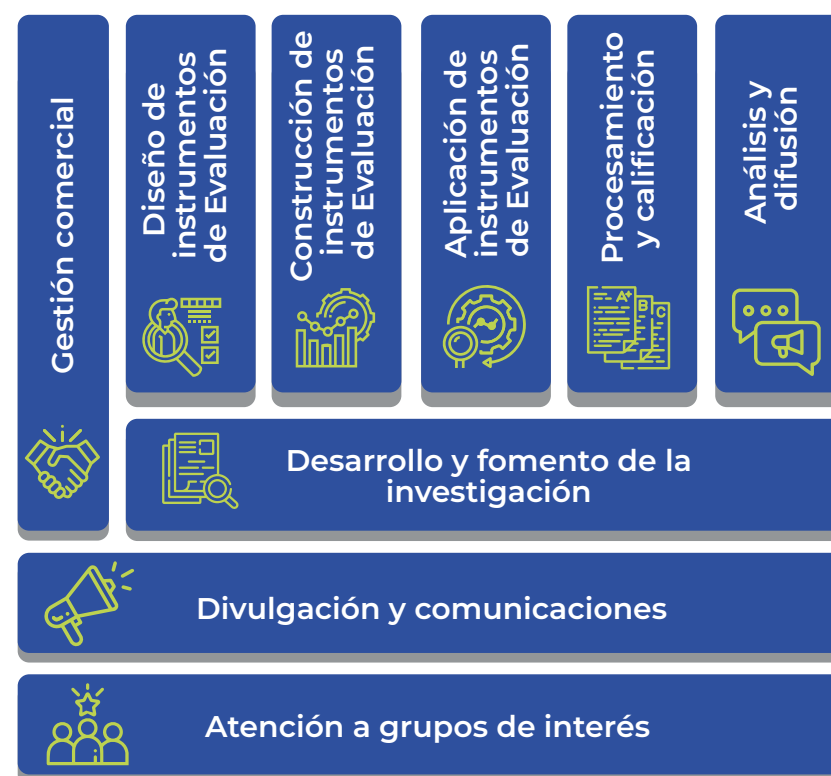 Gestión comercial
Diseño de
instrumentos
de Evaluación
Construcción de
instrumentos
de Evaluación
Aplicación de
instrumentos
de Evaluación
Procesamiento
y calificación
Análisis y
difusión
A+
B
C
Desarrollo y fomento de la
investigación
Divulgación y comunicaciones
Atención a grupos de interés